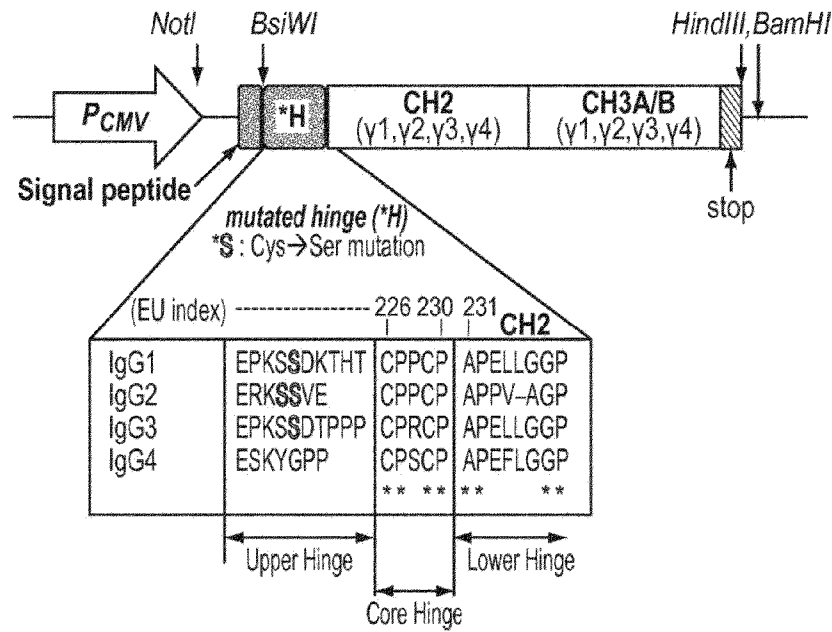 NotI BsiWI HindIII,BamHI
PCMV *H CH2 CH3A/B
(γ1,γ2,γ3,γ4) (γ1,γ2,γ3,γ4)
Signal peptide
stop
mutated hinge (*H)
*S : Cys→Ser mutation
(EU index) ---------------- 226 230 231
CH2
IgG1 EPKSSDKTHT CPPCP APELLGGP
IgG2 ERKSSVE CPPCP APPV–AGP
IgG3 EPKSSDTPPP CPRCP APELLGGP
IgG4 ESKYGPP CPSCP APEFLGGP
** ** ** **
Upper Hinge Lower Hinge
Core Hinge